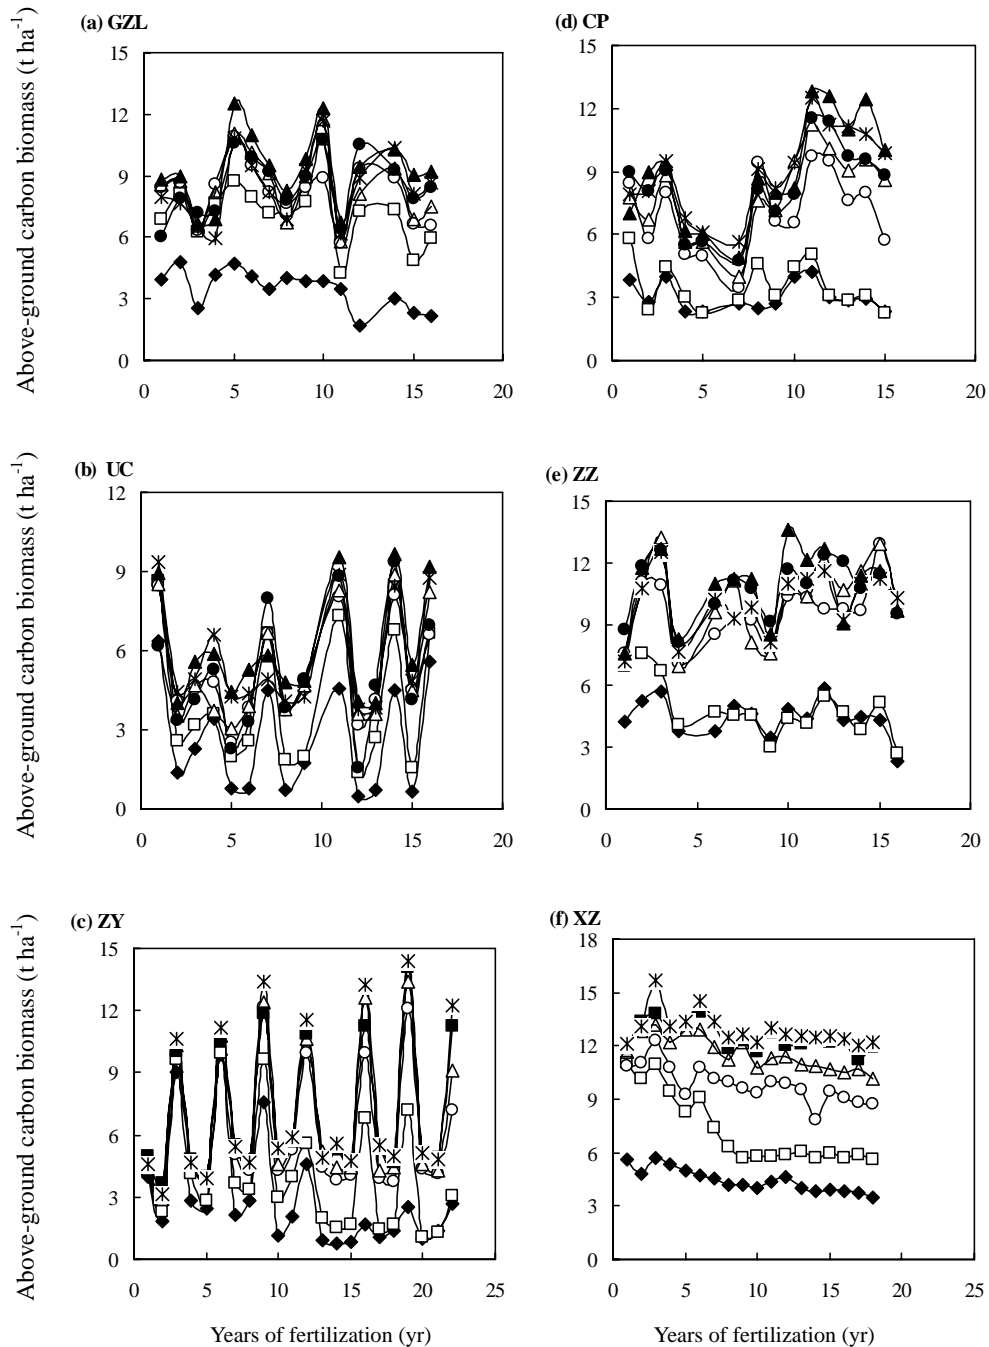 (a) GZL
Above-ground carbon biomass (t ha-1)
15
12
9
6
3
0
0 5 10 15 20
(d) CP
15
12
9
6
3
0
0 5 10 15 20
(b) UC
Above-ground carbon biomass (t ha-1)
12
9
6
3
0
0 5 10 15 20
(e) ZZ
15
12
9
6
3
0
0 5 10 15 20
(c) ZY
Above-ground carbon biomass (t ha-1)
15
12
9
6
3
0
0 5 10 15 20 25
Years of fertilization (yr)
(f) XZ
18
15
12
9
6
3
0
0 5 10 15 20 25
Years of fertilization (yr)